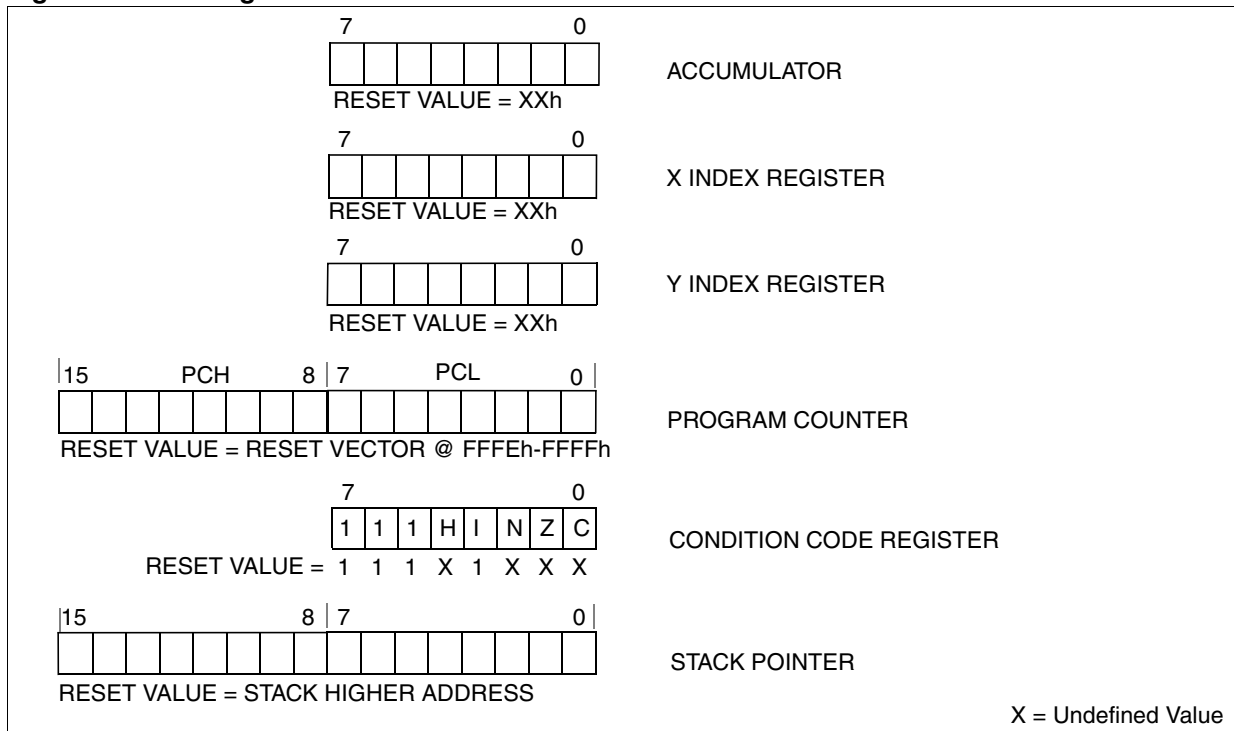 7 0
ACCUMULATOR
RESET VALUE = XXh
7 0
X INDEX REGISTER
RESET VALUE = XXh
7 0
Y INDEX REGISTER
RESET VALUE = XXh
15 PCH 8 7 PCL 0
PROGRAM COUNTER
RESET VALUE = RESET VECTOR @ FFFEh-FFFFh
7 0
1 1 1 H I N Z C
CONDITION CODE REGISTER
RESET VALUE = 1 1 1 X 1 X X X
15 8 7 0
STACK POINTER
RESET VALUE = STACK HIGHER ADDRESS
X = Undefined Value